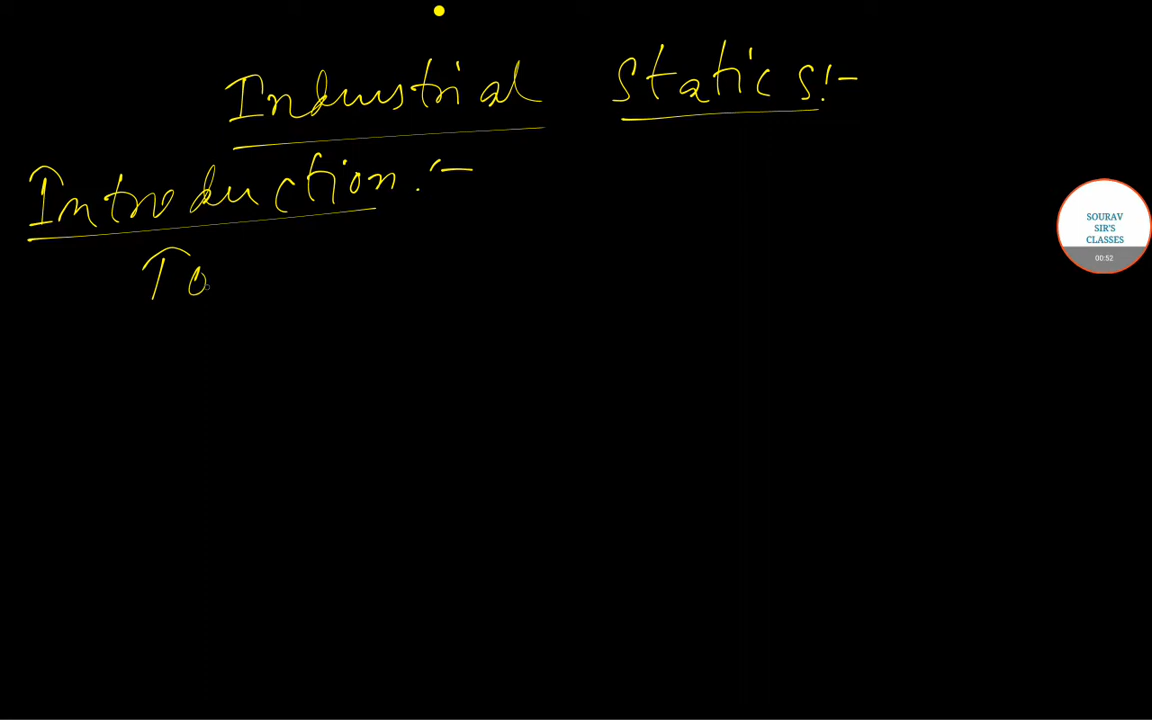 Industrial Statics:-
Introduction:-
To
SOURAV
SIR'S
CLASSES
00:52